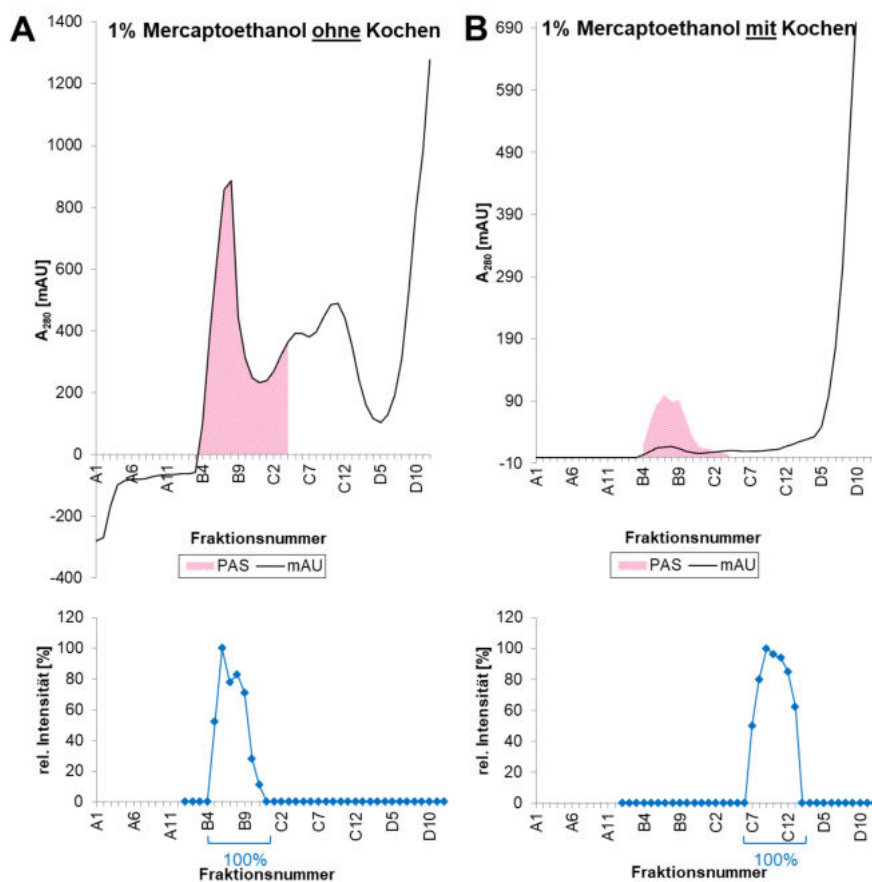 A
1% Mercaptoethanol ohne Kochen
A280 [mAU]
1400
1200
1000
800
600
400
200
0
-200
-400
A1
A6
A11
B4
B9
C2
C7
C12
D5
D10
Fraktionsnummer
PAS
mAU
rel. Intensität [%]
120
100
80
60
40
20
0
A1
A6
A11
B4
B9
C2
C7
C12
D5
D10
100%
Fraktionsnummer
B
1% Mercaptoethanol mit Kochen
A280 [mAU]
690
590
490
390
290
190
90
-10
A1
A6
A11
B4
B9
C2
C7
C12
D5
D10
Fraktionsnummer
PAS
mAU
rel. Intensität [%]
120
100
80
60
40
20
0
A1
A6
A11
B4
B9
C2
C7
C12
D5
D10
100%
Fraktionsnummer